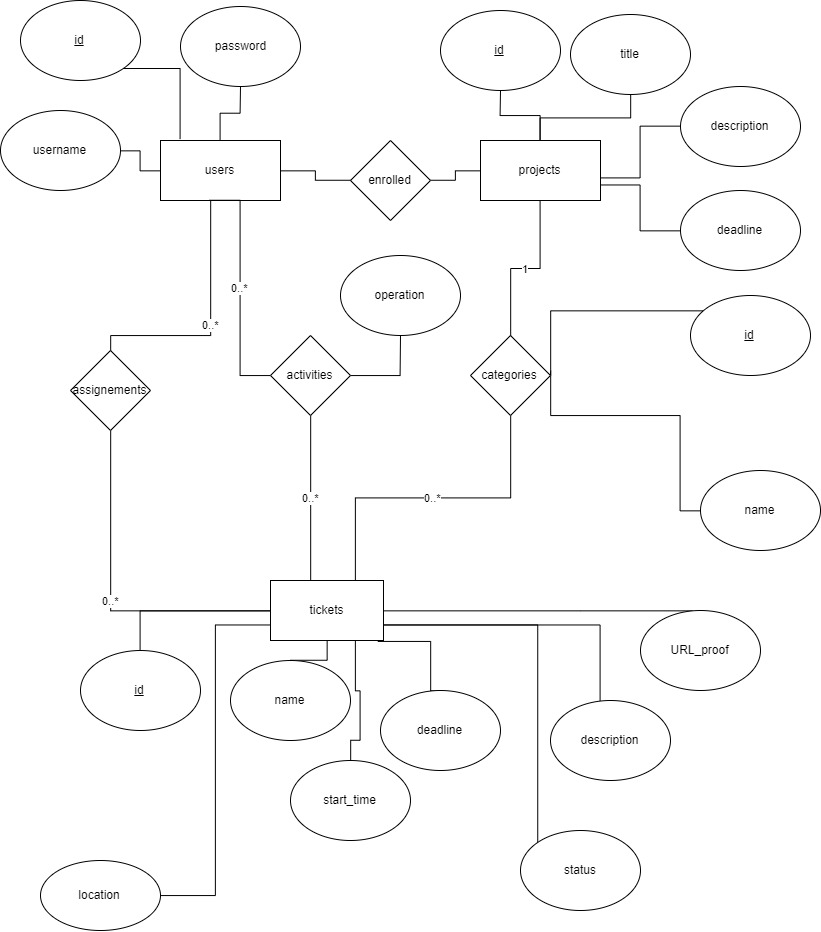 id
password
id
title
username
users
enrolled
projects
description
deadline
1
0..*
operation
0..*
id
assignements
activities
categories
0..*
0..*
name
0..*
tickets
id
name
deadline
URL_proof
description
start_time
status
location